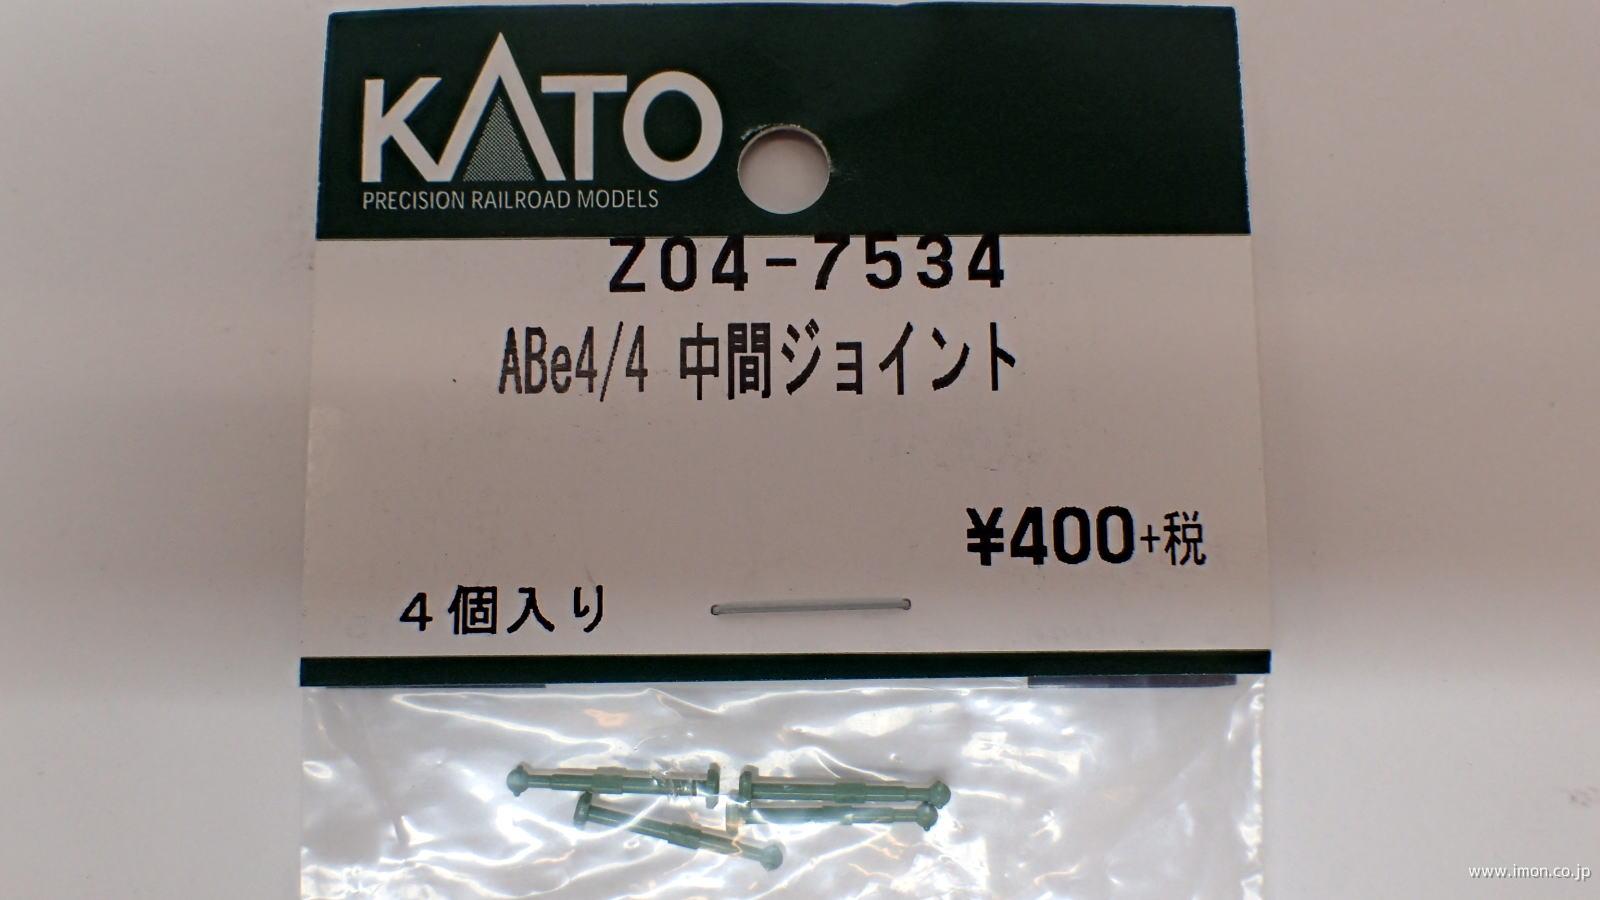 KATO
PRECISION RAILROAD MODELS
Z04-7534
ABe4/4 中間ジョイント
¥400+税
4個入り
www.imon.co.jp